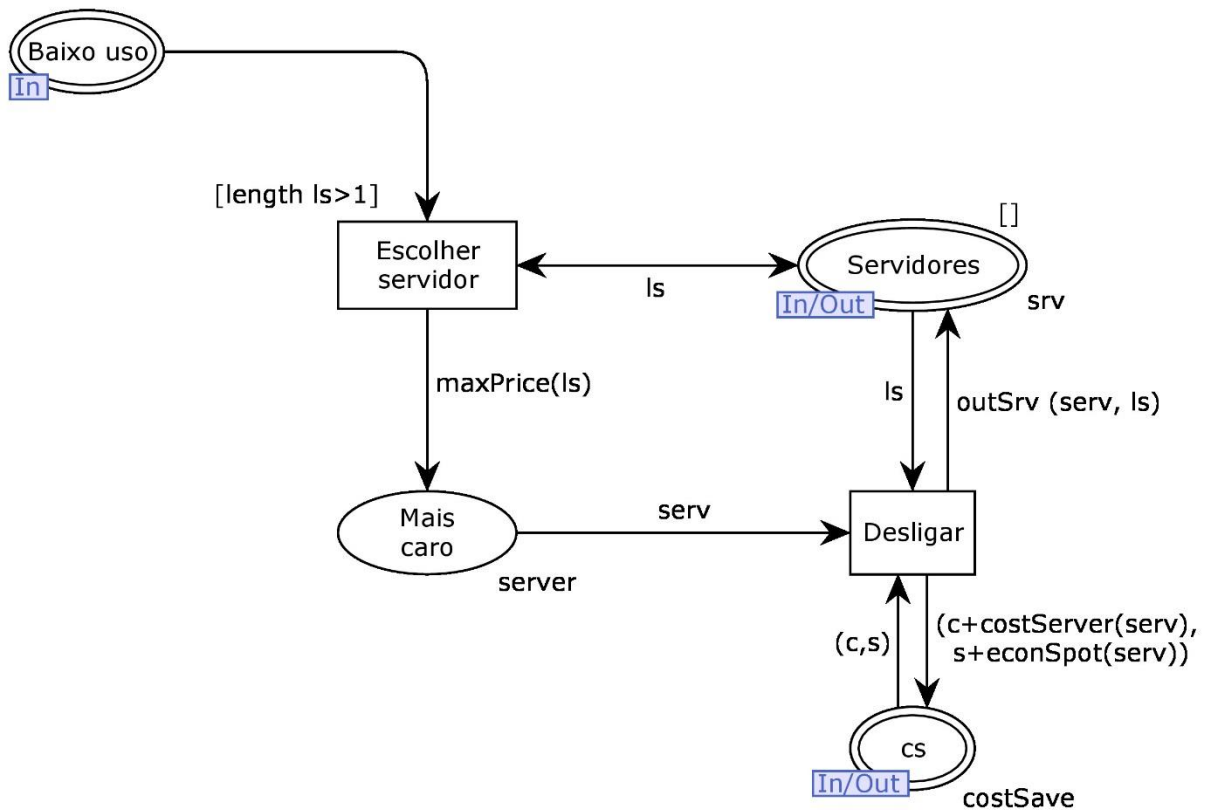 Baixo uso
In
[length ls>1]
Escolher
servidor
ls
[]
Servidores
In/Out
srv
maxPrice(ls)
ls
outSrv (serv, ls)
Mais
caro
server
serv
Desligar
(c,s)
(c+costServer(serv),
s+econSpot(serv))
cs
In/Out
costSave